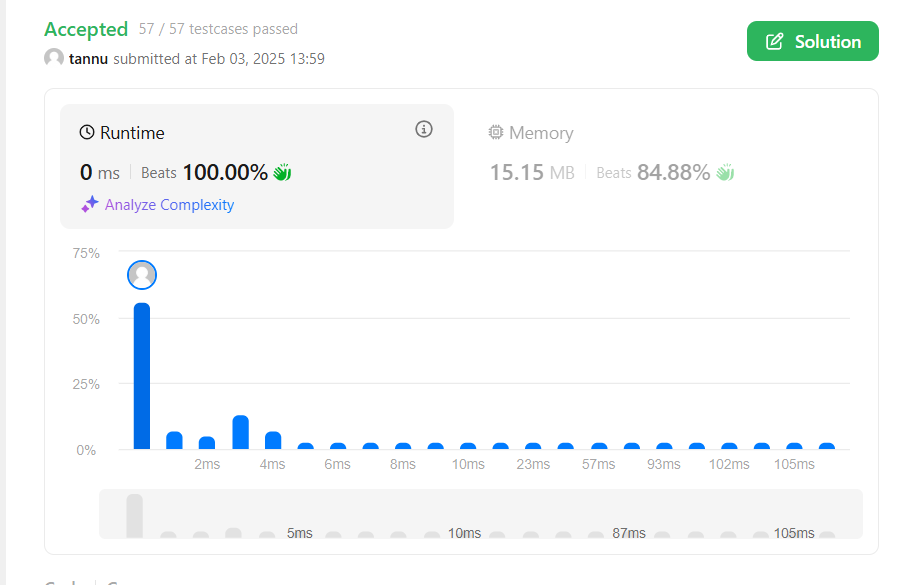 Accepted 57 / 57 testcases passed
Solution
tannu submitted at Feb 03, 2025 13:59
Runtime
Memory
0 ms Beats 100.00%
15.15 MB Beats 84.88%
Analyze Complexity
75%
50%
25%
0%
2ms 4ms 6ms 8ms 10ms 23ms 57ms 93ms 102ms 105ms
5ms 10ms 87ms 105ms